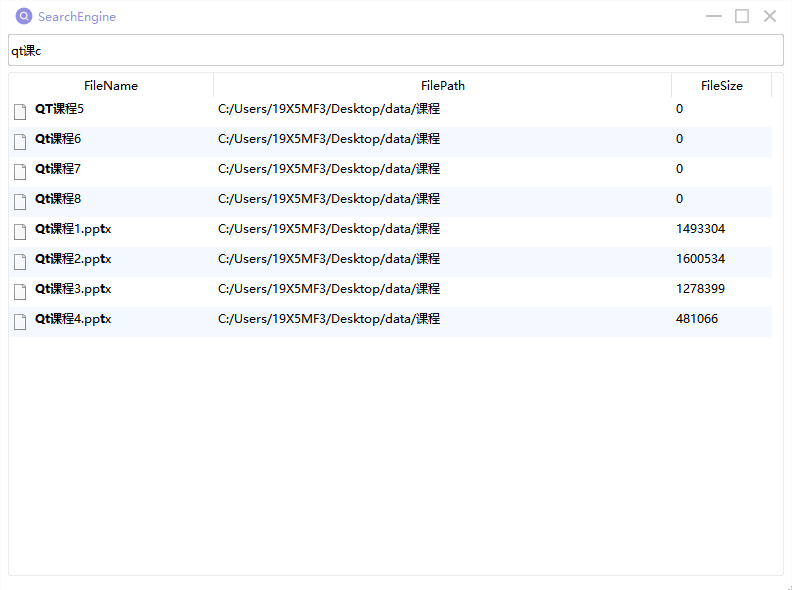 SearchEngine
qt课c
FileName FilePath FileSize
QT课程5 C:/Users/19X5MF3/Desktop/data/课程 0
Qt课程6 C:/Users/19X5MF3/Desktop/data/课程 0
Qt课程7 C:/Users/19X5MF3/Desktop/data/课程 0
Qt课程8 C:/Users/19X5MF3/Desktop/data/课程 0
Qt课程1.pptx C:/Users/19X5MF3/Desktop/data/课程 1493304
Qt课程2.pptx C:/Users/19X5MF3/Desktop/data/课程 1600534
Qt课程3.pptx C:/Users/19X5MF3/Desktop/data/课程 1278399
Qt课程4.pptx C:/Users/19X5MF3/Desktop/data/课程 481066